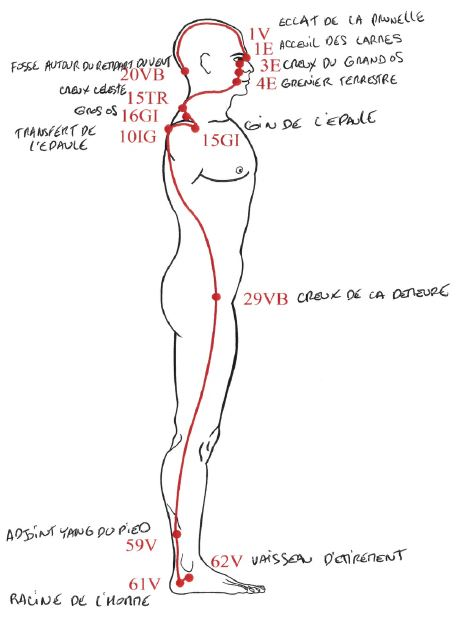 ECLAT DE LA PRUNELLE
1V
1E ACCEUIL DES LARMES
3E CREUX DU GRAND OS
4E GRENIER TERRESTRE
FOSSE AUTOUR DU REMPART DU VENT
20VB
CREUX CELESTE
15TR
GROS OS
16GI
TRANSFERT DE
L'EPAULE
10IG
15GI
COIN DE L'EPAULE
29VB CREUX DE LA DEMEURE
ADJOINT YANG DU PIED
59V
62V VAISSEAU D'ETIREMENT
61V
RACINE DE L'HOMME